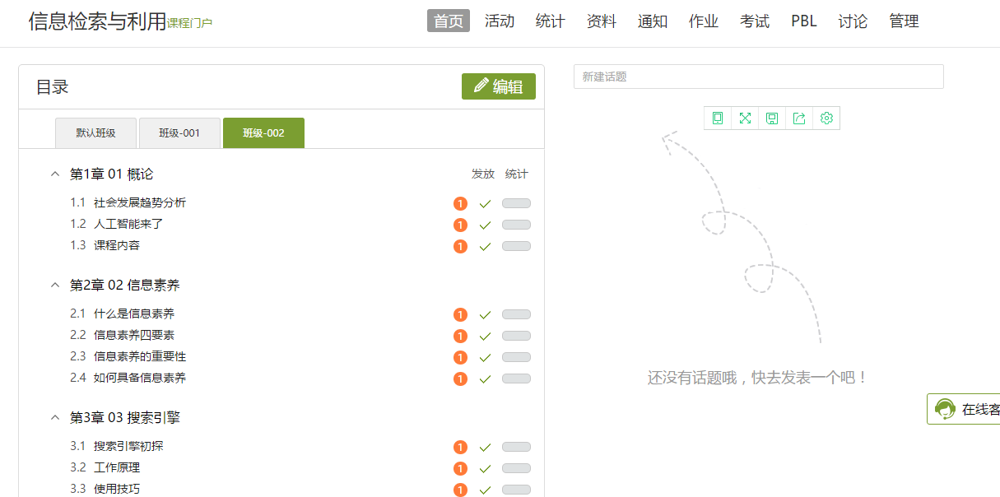 信息检索与利用课程门户
首页 活动 统计 资料 通知 作业 考试 PBL 讨论 管理
目录
编辑
默认班级 班级-001 班级-002
第1章 01 概论 发放 统计
1.1 社会发展趋势分析 1
1.2 人工智能来了 1
1.3 课程内容 1
第2章 02 信息素养
2.1 什么是信息素养 1
2.2 信息素养四要素 1
2.3 信息素养的重要性 1
2.4 如何具备信息素养 1
第3章 03 搜索引擎
3.1 搜索引擎初探 1
3.2 工作原理 1
3.3 使用技巧 1
新建话题
还没有话题哦，快去发表一个吧！
在线客